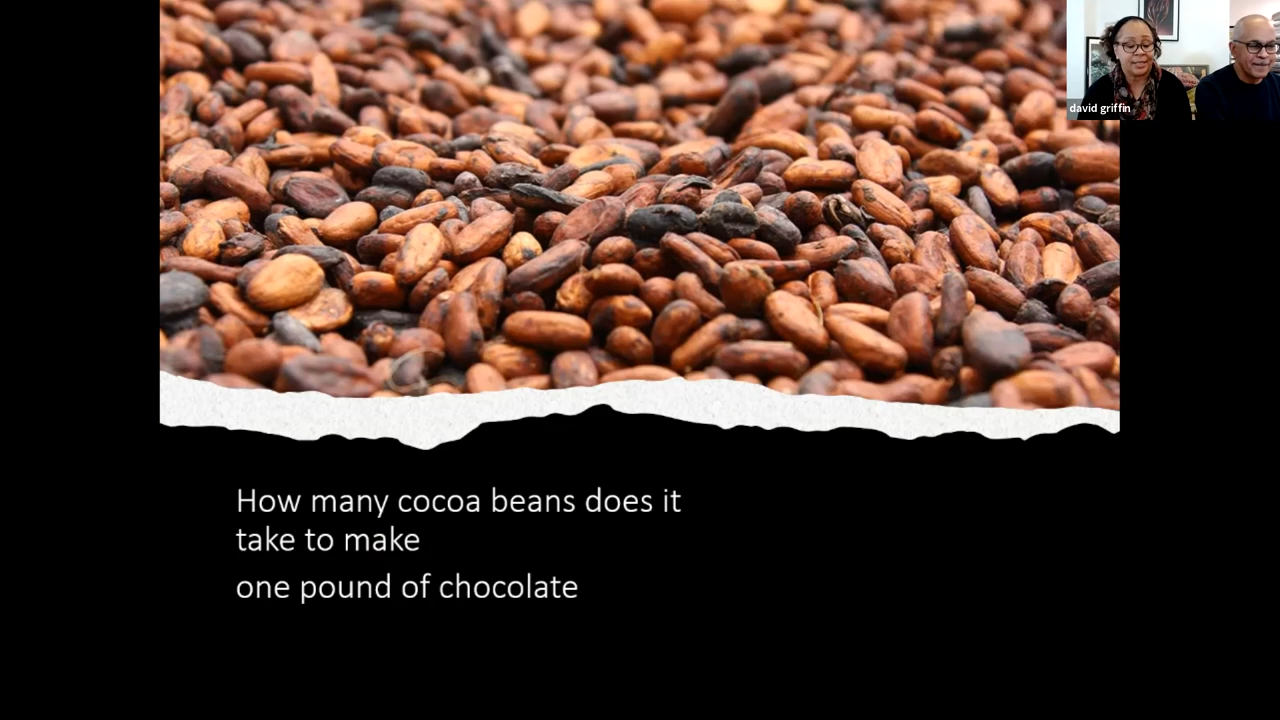 david griffin
How many cocoa beans does it
take to make
one pound of chocolate